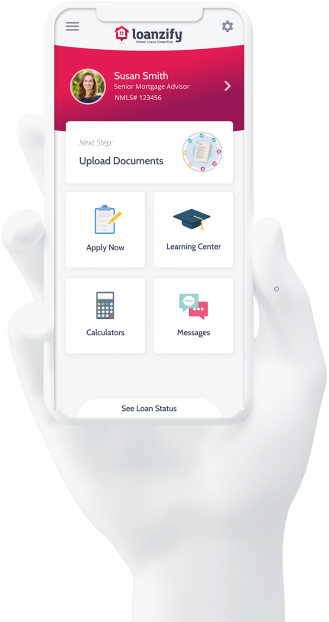 loanzify
Home Loans Simplified
Susan Smith
Senior Mortgage Advisor
NMLS# 123456
Next Step:
Upload Documents
Apply Now
Learning Center
Calculators
Messages
See Loan Status